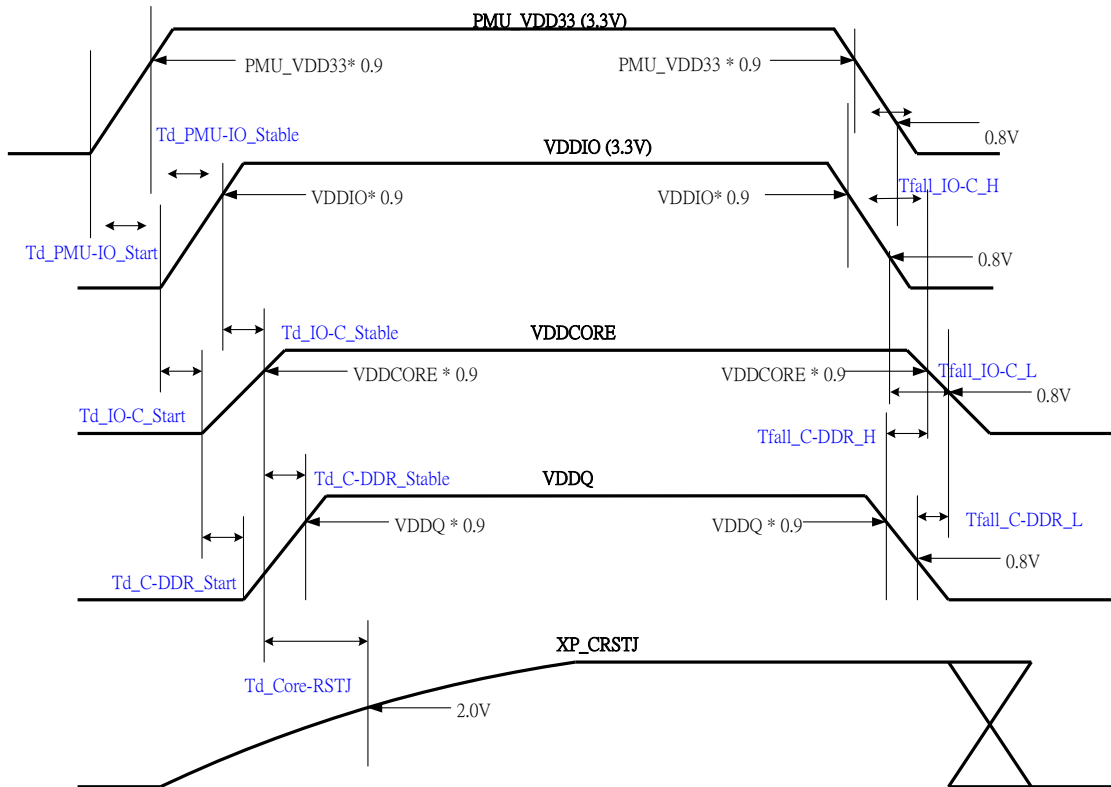 PMU_VDD33 (3.3V)
PMU_VDD33* 0.9
PMU_VDD33 * 0.9
Td_PMU-IO_Stable
0.8V
VDDIO (3.3V)
Tfall_IO-C_H
VDDIO* 0.9
VDDIO* 0.9
Td_PMU-IO_Start
0.8V
Td_IO-C_Stable
VDDCORE
VDDCORE * 0.9
VDDCORE * 0.9
Tfall_IO-C_L
0.8V
Td_IO-C_Start
Tfall_C-DDR_H
Td_C-DDR_Stable
VDDQ
VDDQ * 0.9
VDDQ * 0.9
Tfall_C-DDR_L
0.8V
Td_C-DDR_Start
XP_CRSTJ
Td_Core-RSTJ
2.0V